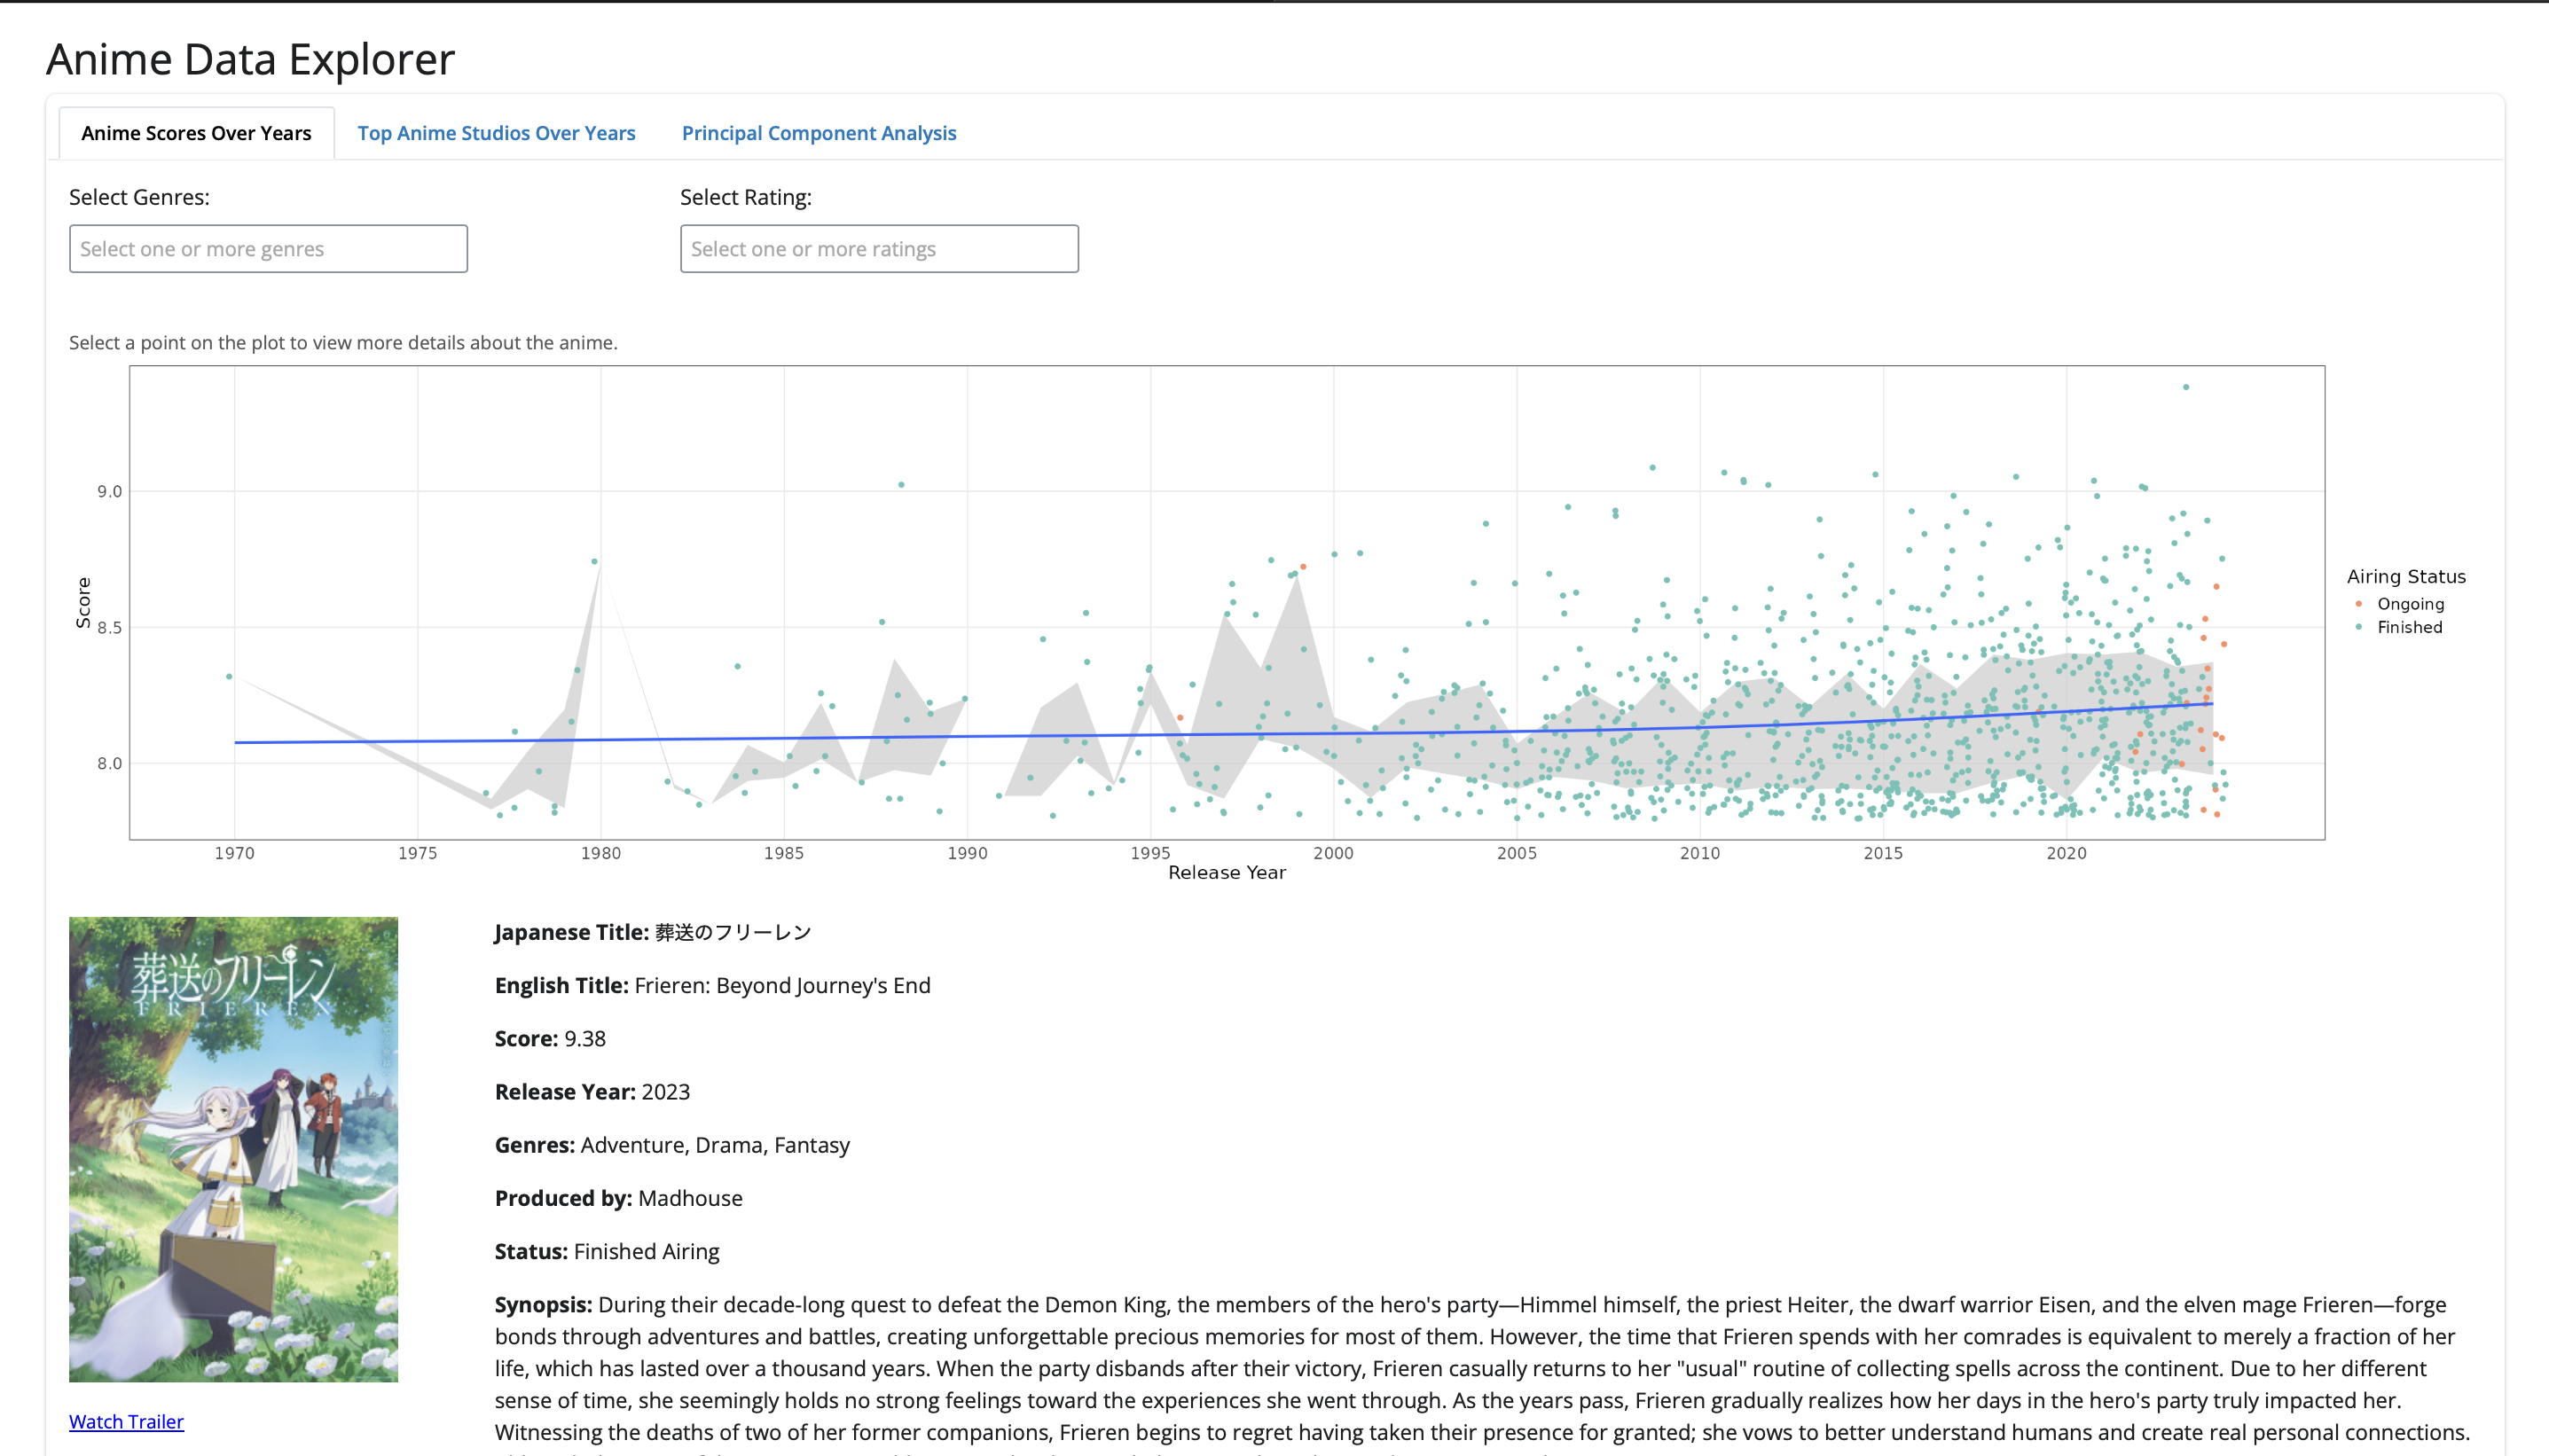 Anime Data Explorer
Anime Scores Over Years Top Anime Studios Over Years Principal Component Analysis
Select Genres: Select Rating:
Select one or more genres Select one or more ratings
Select a point on the plot to view more details about the anime.
9.0
8.5
8.0
Score
1970 1975 1980 1985 1990 1995 2000 2005 2010 2015 2020
Release Year
Airing Status
Ongoing
Finished
葬送のフリーレン
FRIEREN
Watch Trailer
Japanese Title: 葬送のフリーレン
English Title: Frieren: Beyond Journey's End
Score: 9.38
Release Year: 2023
Genres: Adventure, Drama, Fantasy
Produced by: Madhouse
Status: Finished Airing
Synopsis: During their decade-long quest to defeat the Demon King, the members of the hero's party—Himmel himself, the priest Heiter, the dwarf warrior Eisen, and the elven mage Frieren—forge
bonds through adventures and battles, creating unforgettable precious memories for most of them. However, the time that Frieren spends with her comrades is equivalent to merely a fraction of her
life, which has lasted over a thousand years. When the party disbands after their victory, Frieren casually returns to her "usual" routine of collecting spells across the continent. Due to her different
sense of time, she seemingly holds no strong feelings toward the experiences she went through. As the years pass, Frieren gradually realizes how her days in the hero's party truly impacted her.
Witnessing the deaths of two of her former companions, Frieren begins to regret having taken their presence for granted; she vows to better understand humans and create real personal connections.